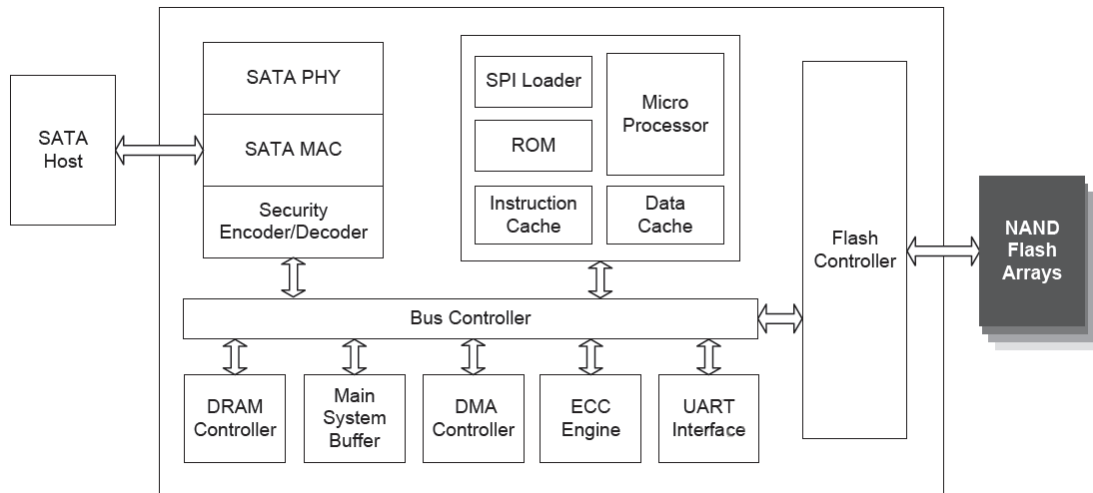 SATA
Host
SATA PHY
SATA MAC
Security
Encoder/Decoder
SPI Loader
ROM
Instruction
Cache
Micro
Processor
Data
Cache
Flash
Controller
NAND
Flash
Arrays
Bus Controller
DRAM
Controller
Main
System
Buffer
DMA
Controller
ECC
Engine
UART
Interface